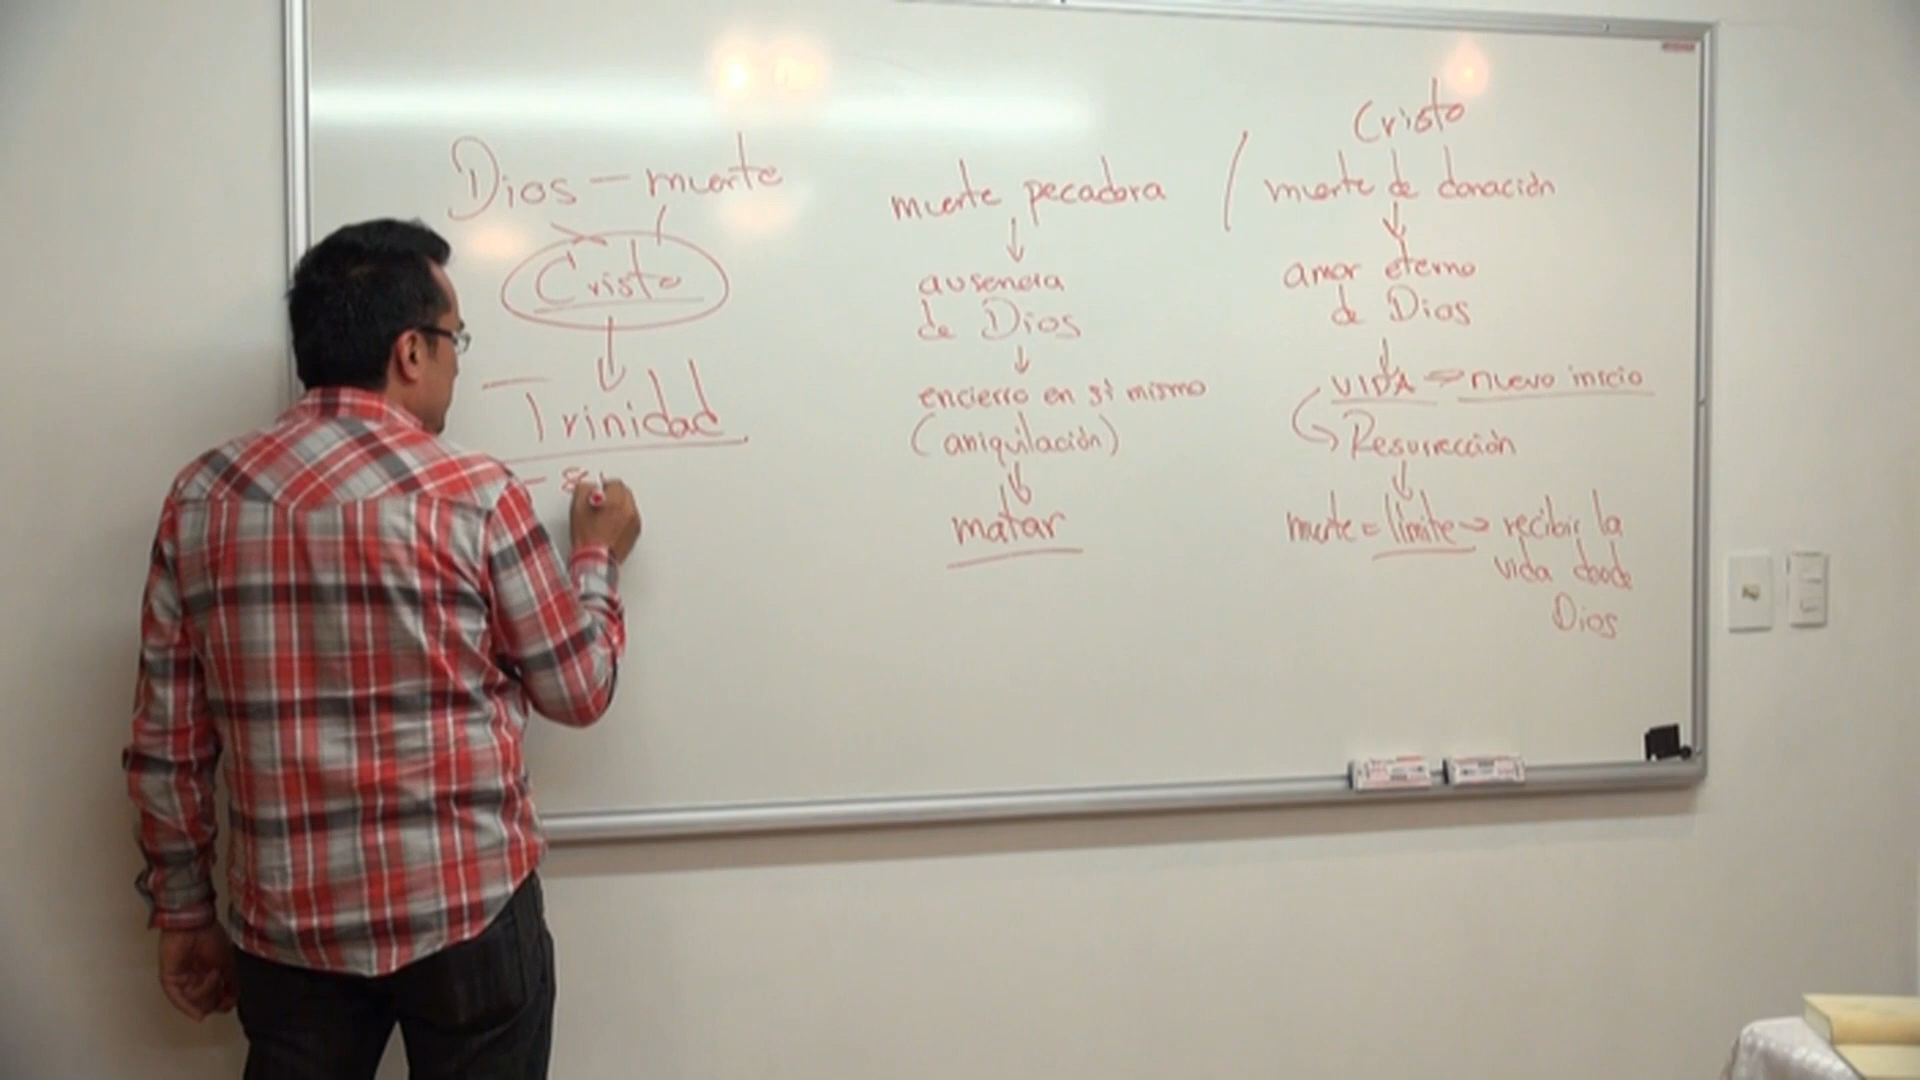 Dios — muerte
Cristo
Trinidad
muerte pecadora
↓
ausencia
de Dios
↓
encierro en sí mismo
(aniquilación)
↓
matar
/
Cristo
muerte de donación
↓
amor eterno
de Dios
↓
VIDA → nuevo inicio
Resurrección
↓
muerte = límite → recibir la
vida desde
Dios